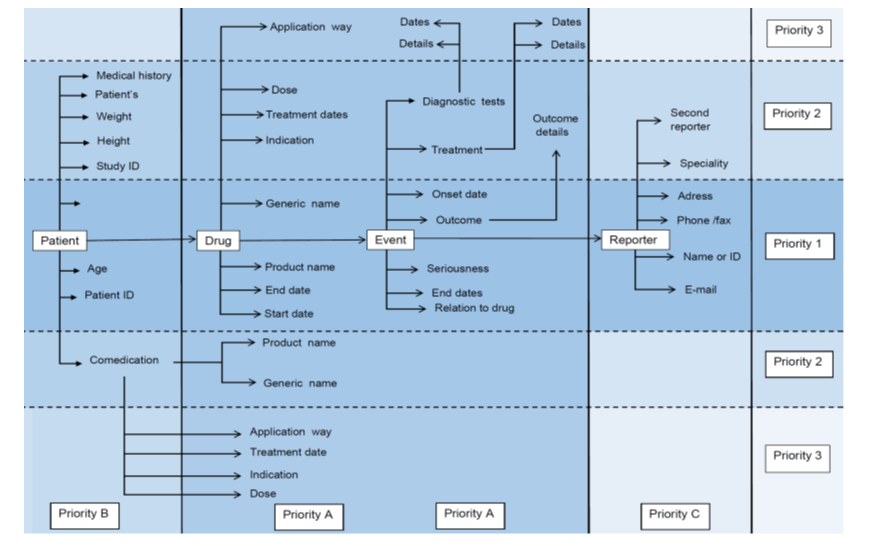 Application way
Dates
Details
Dates
Details
Priority 3
Medical history
Patient's
Weight
Height
Study ID
Dose
Treatment dates
Indication
Diagnostic tests
Treatment
Outcome
details
Second
reporter
Speciality
Priority 2
Generic name
Onset date
Outcome
Adress
Phone /fax
Patient
Drug
Event
Reporter
Priority 1
Age
Patient ID
Product name
End date
Start date
Seriousness
End dates
Relation to drug
Name or ID
E-mail
Comedication
Product name
Generic name
Priority 2
Application way
Treatment date
Indication
Dose
Priority 3
Priority B
Priority A
Priority A
Priority C